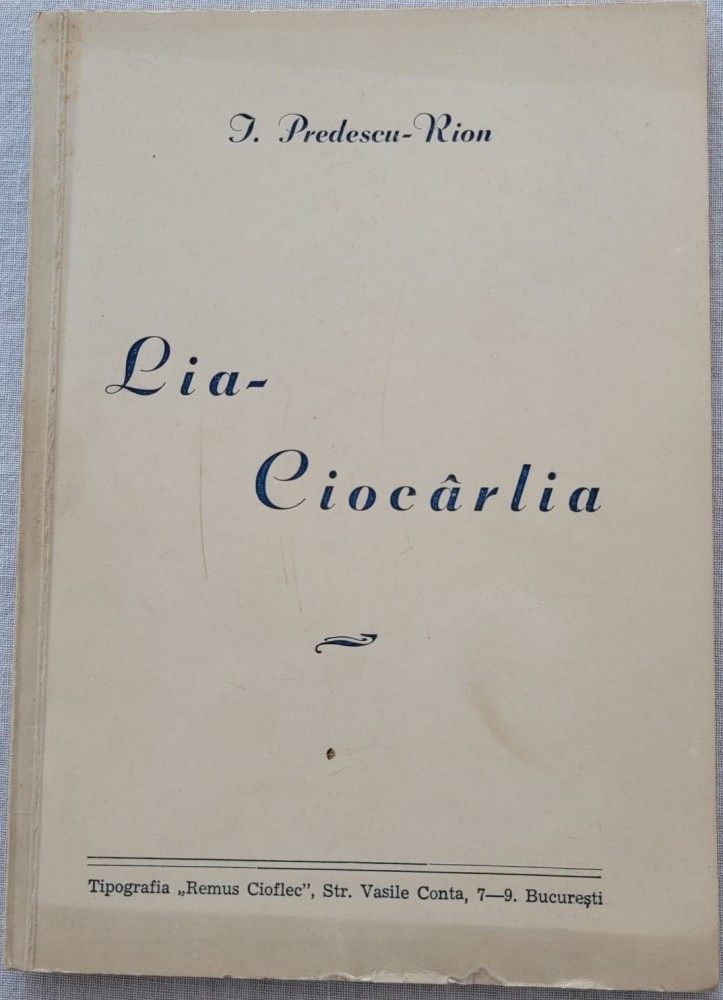 I. Predescu-Rion
Lia-
Ciocârlia
Tipografia „Remus Cioflec”, Str. Vasile Conta, 7—9. București